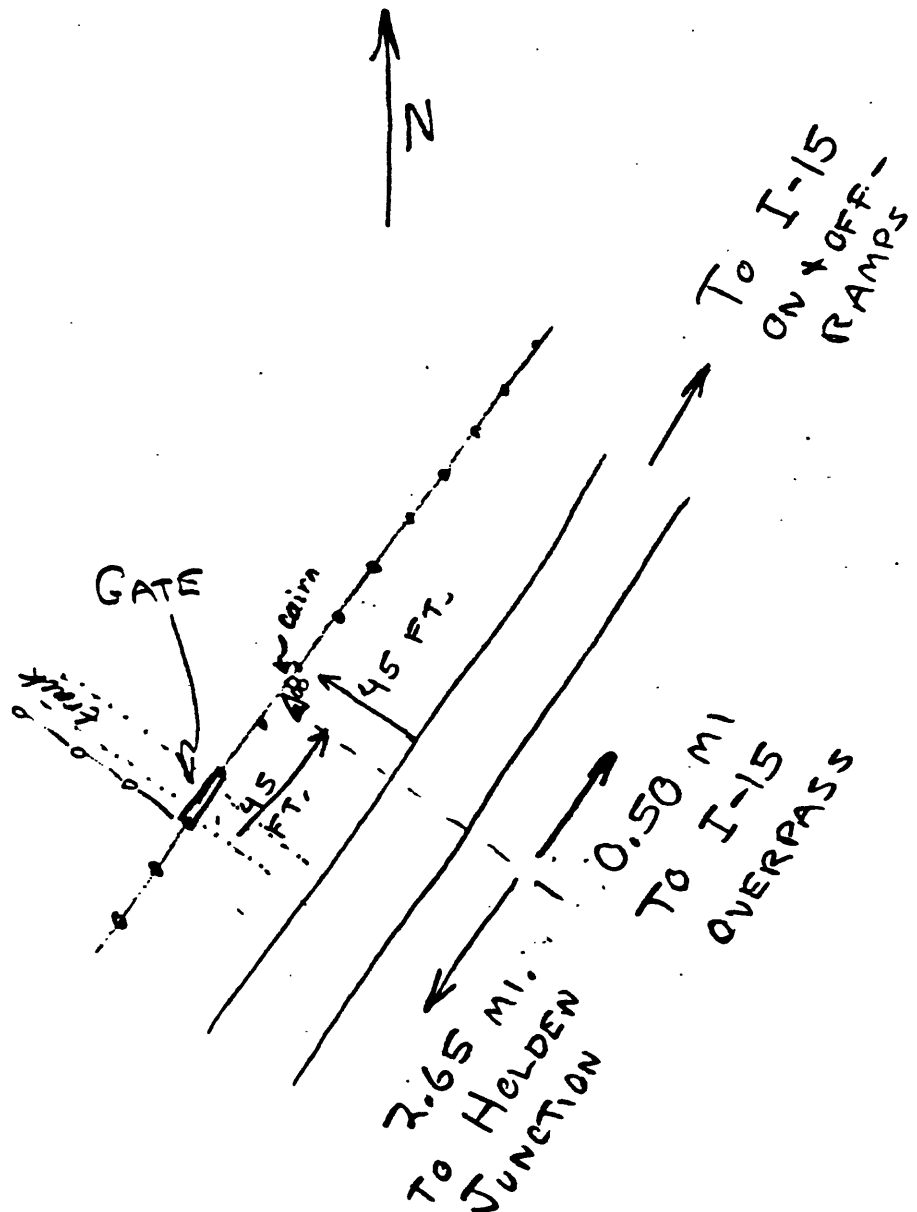 N
TO I-15
ON + OFF-
RAMPS
GATE
cairn
45 FT.
track
45
FT.
0.50 MI
TO I-15
OVERPASS
2.65 MI.
TO HOLDEN
JUNCTION